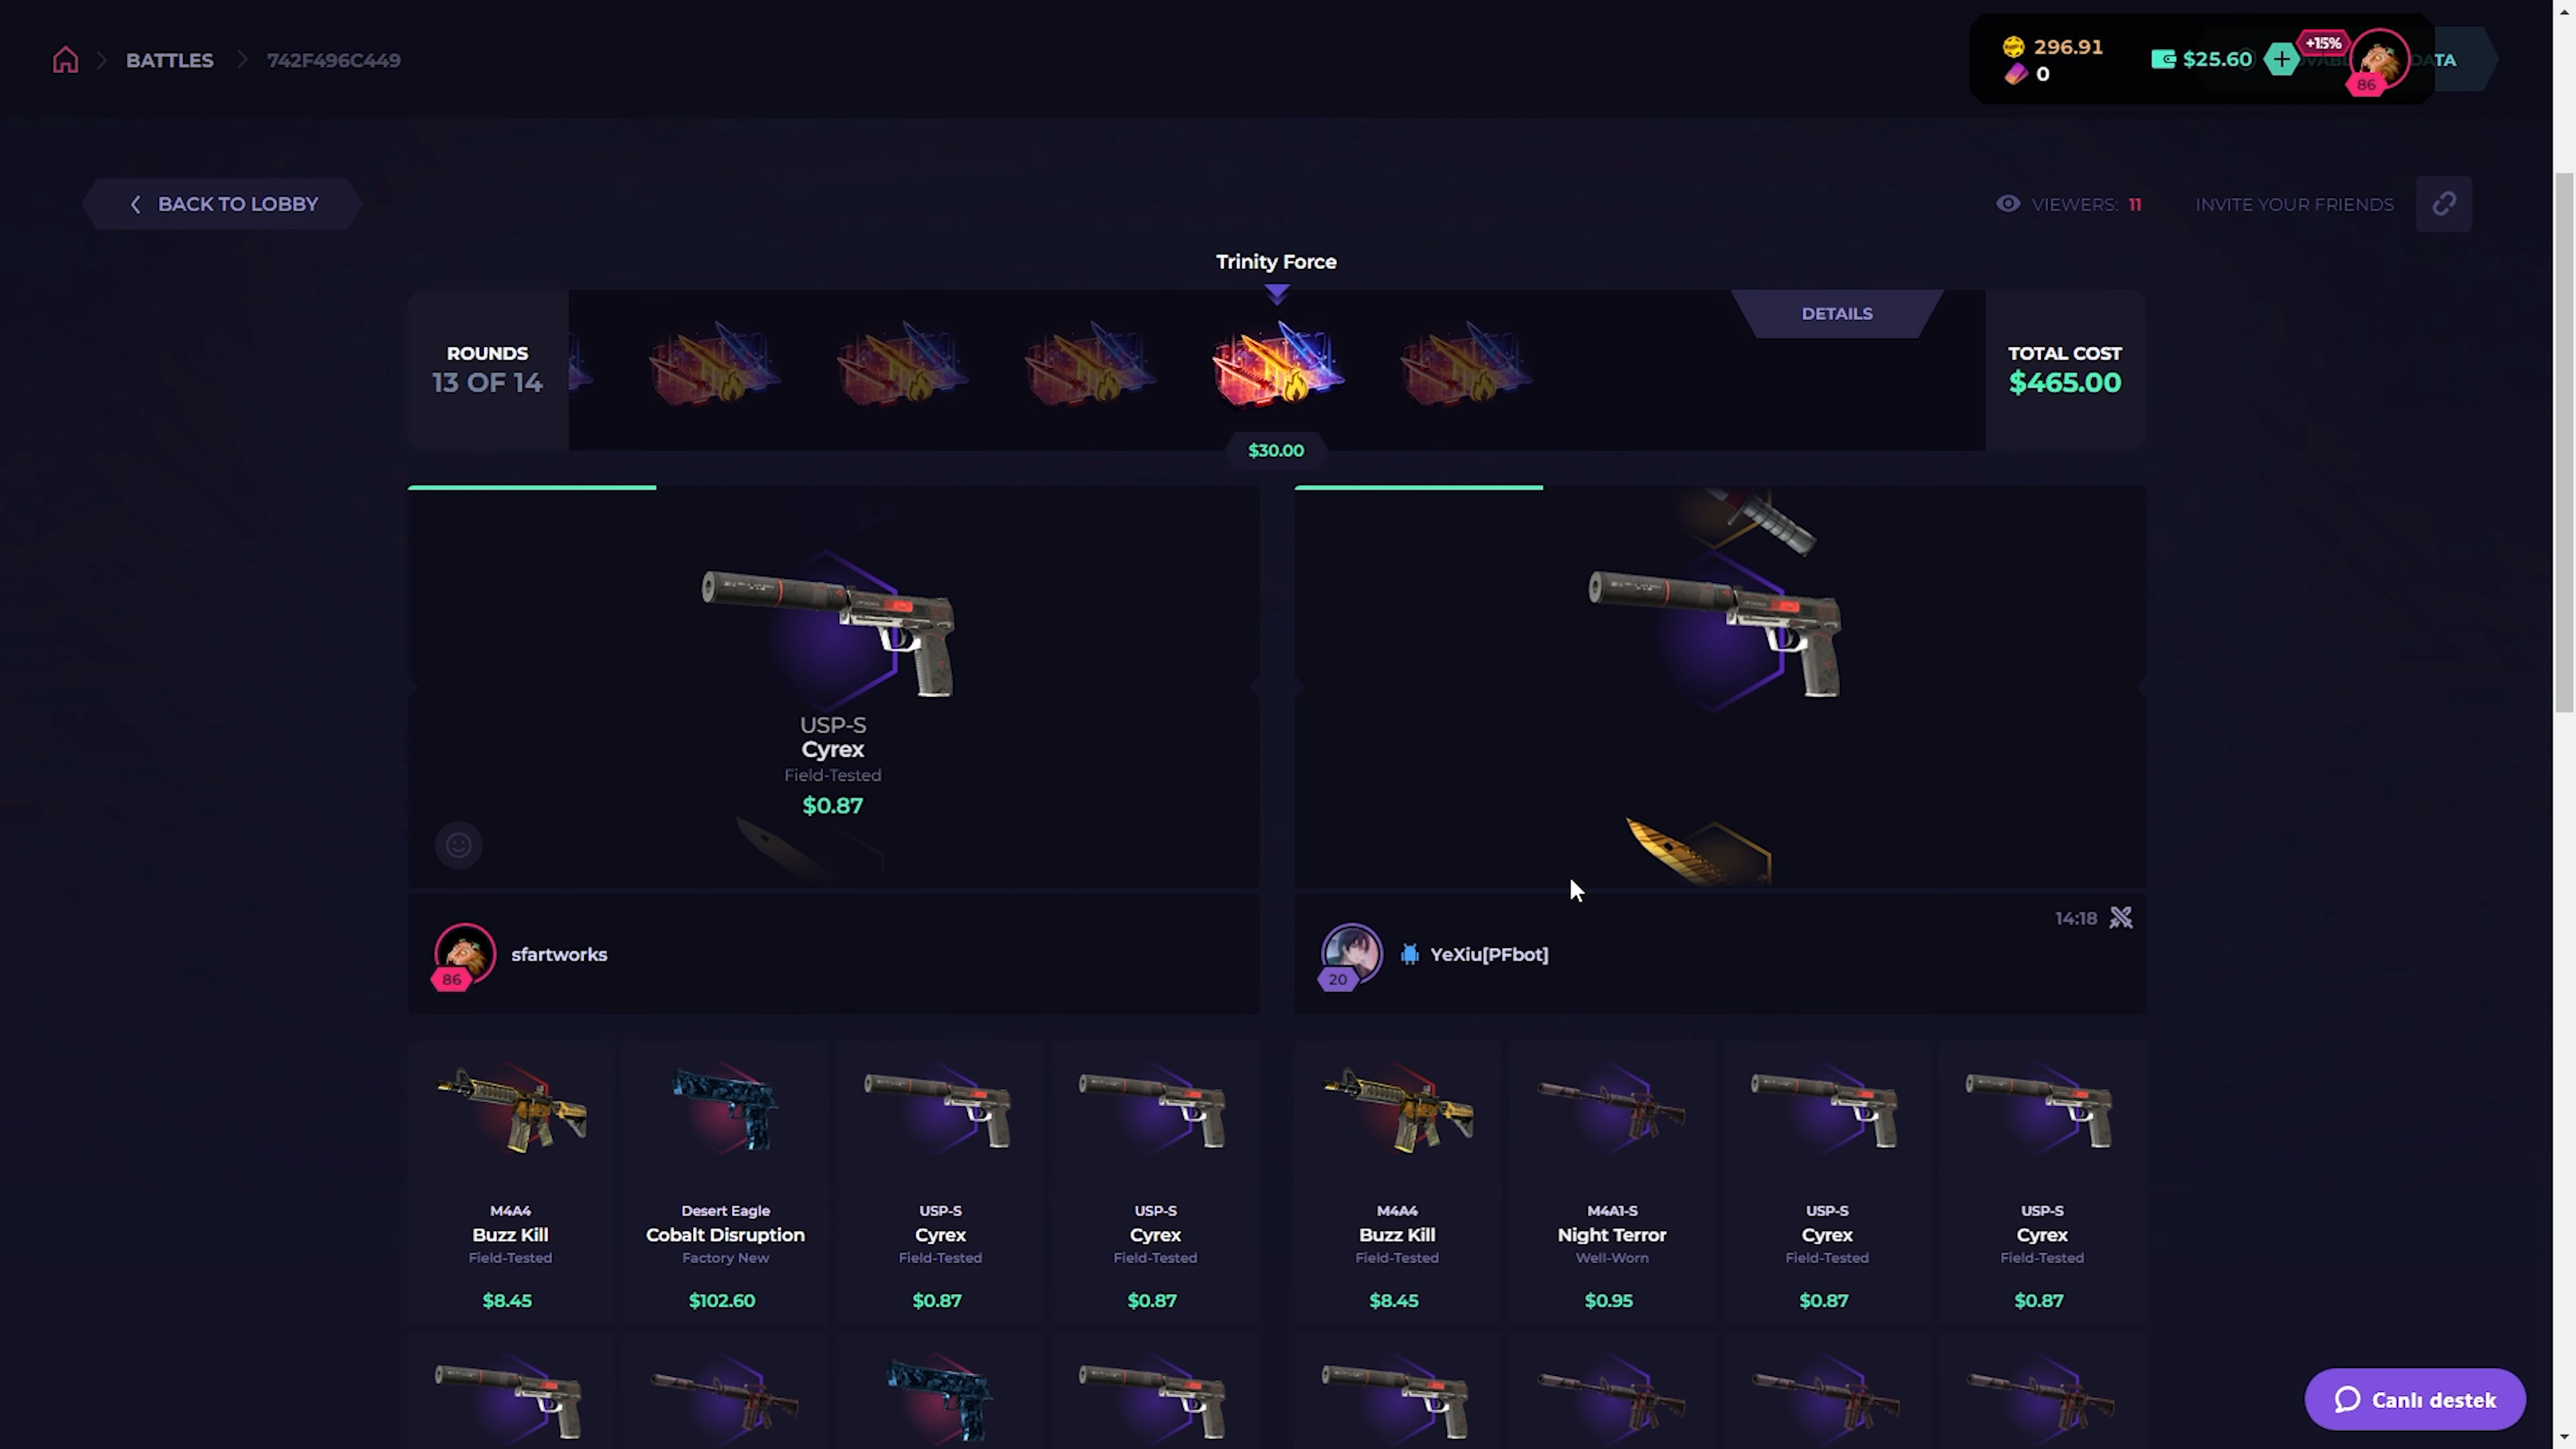 BATTLES
742F496C449
296.91
0
$25.60
+15%
86
DATA
BACK TO LOBBY
VIEWERS: 11
INVITE YOUR FRIENDS
Trinity Force
ROUNDS
13 OF 14
DETAILS
TOTAL COST
$465.00
$30.00
USP-S
Cyrex
Field-Tested
$0.87
86
sfartworks
20
YeXiu[PFbot]
14:18
M4A4
Buzz Kill
Field-Tested
$8.45
Desert Eagle
Cobalt Disruption
Factory New
$102.60
USP-S
Cyrex
Field-Tested
$0.87
USP-S
Cyrex
Field-Tested
$0.87
M4A4
Buzz Kill
Field-Tested
$8.45
M4A1-S
Night Terror
Well-Worn
$0.95
USP-S
Cyrex
Field-Tested
$0.87
USP-S
Cyrex
Field-Tested
$0.87
Canlı destek